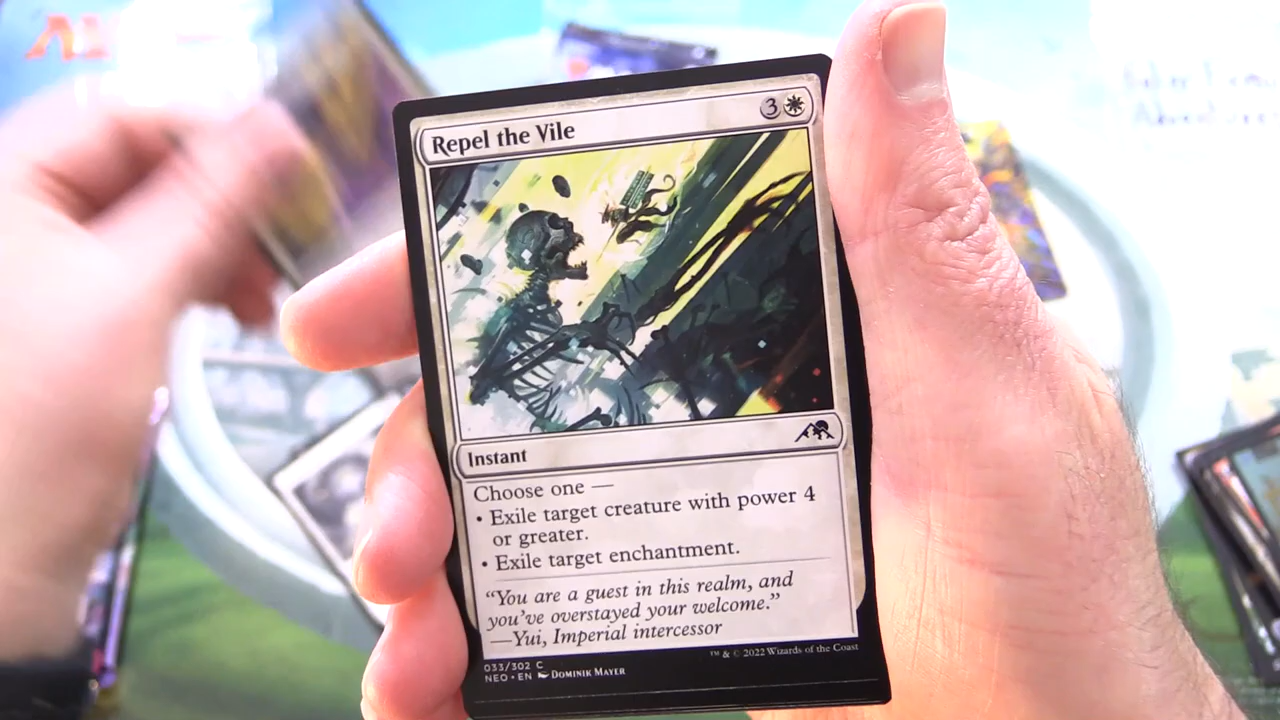 Repel the Vile
3
Instant
Choose one —
• Exile target creature with power 4
or greater.
• Exile target enchantment.
"You are a guest in this realm, and
you've overstayed your welcome."
—Yui, Imperial intercessor
033/302 C
NEO • EN DOMINIK MAYER
™ & © 2022 Wizards of the Coast